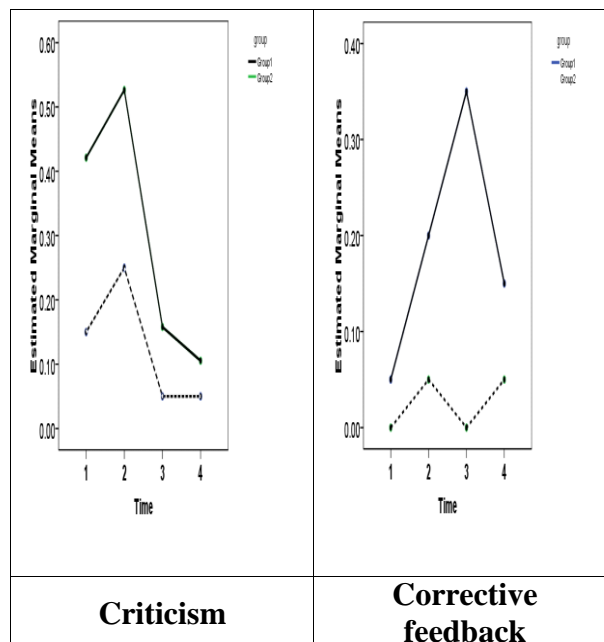 Estimated Marginal Means
0.60
0.50
0.40
0.30
0.20
0.10
0.00
1 2 3 4
Time
group
Group1
Group2
Criticism
Estimated Marginal Means
0.40
0.30
0.20
0.10
0.00
1 2 3 4
Time
group
Group1
Group2
Corrective
feedback